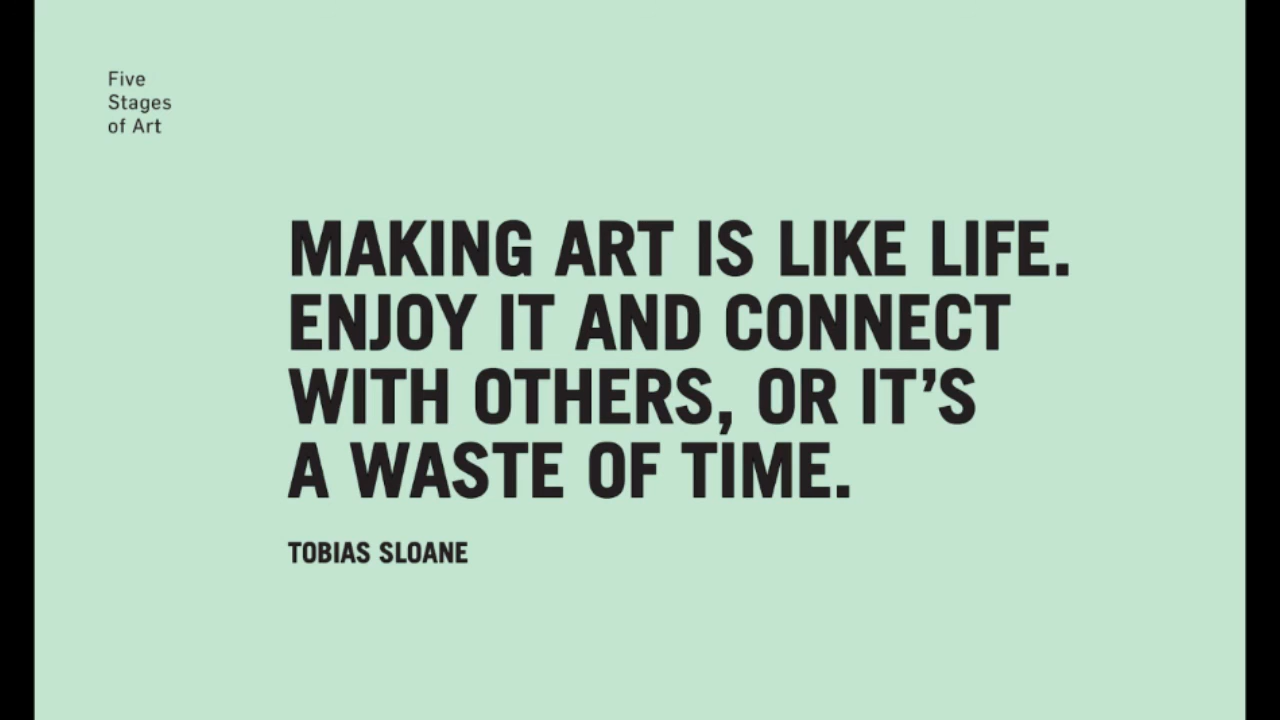 Five
Stages
of Art
MAKING ART IS LIKE LIFE.
ENJOY IT AND CONNECT
WITH OTHERS, OR IT’S
A WASTE OF TIME.
TOBIAS SLOANE